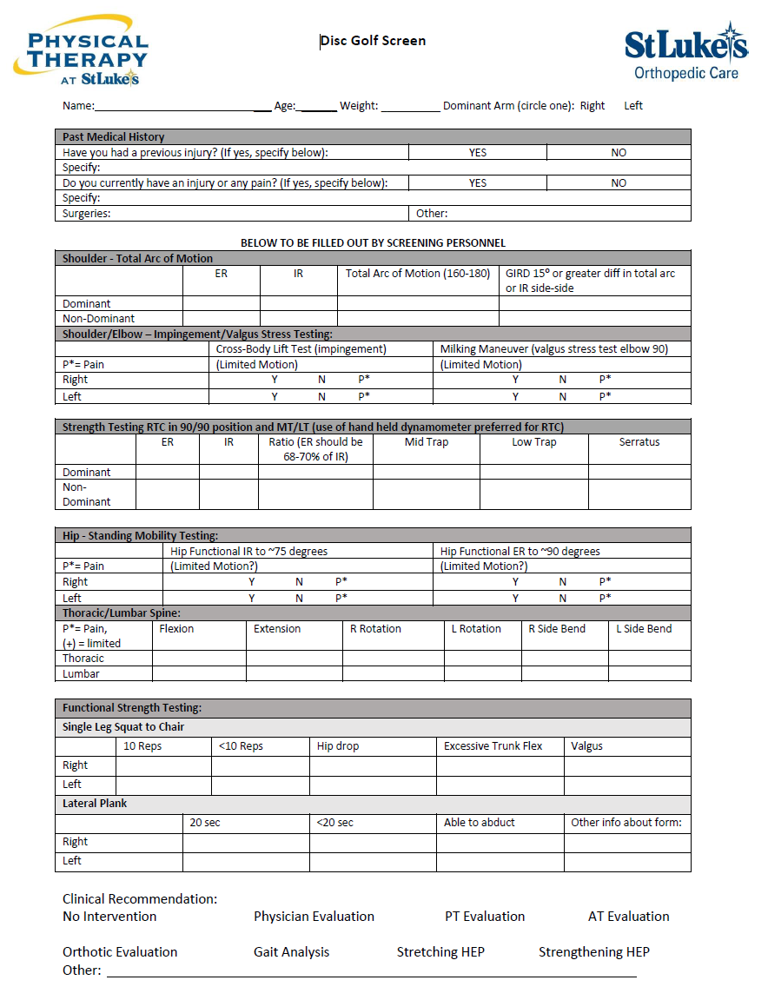 PHYSICAL
THERAPY
AT StLuke's
Disc Golf Screen
StLuke's
Orthopedic Care
Name:______________________________ Age:_______ Weight: __________ Dominant Arm (circle one): Right Left
Past Medical History
Have you had a previous injury? (If yes, specify below): YES NO
Specify:
Do you currently have an injury or any pain? (If yes, specify below): YES NO
Specify:
Surgeries: Other:
BELOW TO BE FILLED OUT BY SCREENING PERSONNEL
Shoulder - Total Arc of Motion
ER IR Total Arc of Motion (160-180) GIRD 15º or greater diff in total arc
or IR side-side
Dominant
Non-Dominant
Shoulder/Elbow – Impingement/Valgus Stress Testing:
Cross-Body Lift Test (impingement) Milking Maneuver (valgus stress test elbow 90)
P*= Pain (Limited Motion) (Limited Motion)
Right Y N P* Y N P*
Left Y N P* Y N P*
Strength Testing RTC in 90/90 position and MT/LT (use of hand held dynamometer preferred for RTC)
ER IR Ratio (ER should be Mid Trap Low Trap Serratus
68-70% of IR)
Dominant
Non-
Dominant
Hip - Standing Mobility Testing:
Hip Functional IR to ~75 degrees Hip Functional ER to ~90 degrees
P*= Pain (Limited Motion?) (Limited Motion?)
Right Y N P* Y N P*
Left Y N P* Y N P*
Thoracic/Lumbar Spine:
P*= Pain, Flexion Extension R Rotation L Rotation R Side Bend L Side Bend
(+) = limited
Thoracic
Lumbar
Functional Strength Testing:
Single Leg Squat to Chair
10 Reps <10 Reps Hip drop Excessive Trunk Flex Valgus
Right
Left
Lateral Plank
20 sec <20 sec Able to abduct Other info about form:
Right
Left
Clinical Recommendation:
No Intervention Physician Evaluation PT Evaluation AT Evaluation
Orthotic Evaluation Gait Analysis Stretching HEP Strengthening HEP
Other: ______________________________